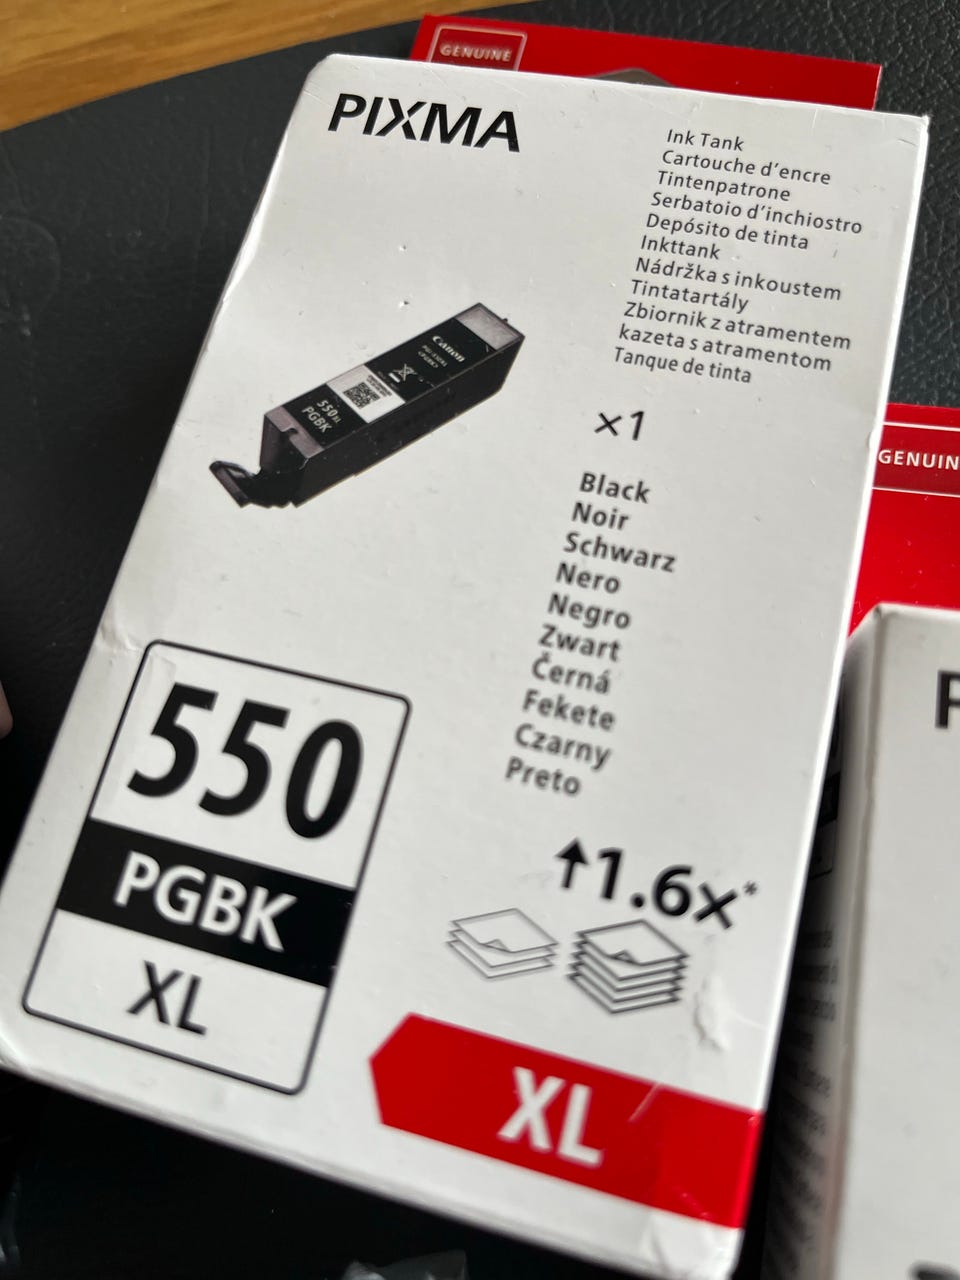 GENUINE
PIXMA
Ink Tank
Cartouche d'encre
Tintenpatrone
Serbatoio d'inchiostro
Depósito de tinta
Inkttank
Nádržka s inkoustem
Tintatartály
Zbiornik z atramentem
kazeta s atramentom
Tanque de tinta
Canon
550XL
PGBK
×1
GENUIN
Black
Noir
Schwarz
Nero
Negro
Zwart
Černá
Fekete
Czarny
Preto
550
PGBK
XL
↑1.6×*
XL
P